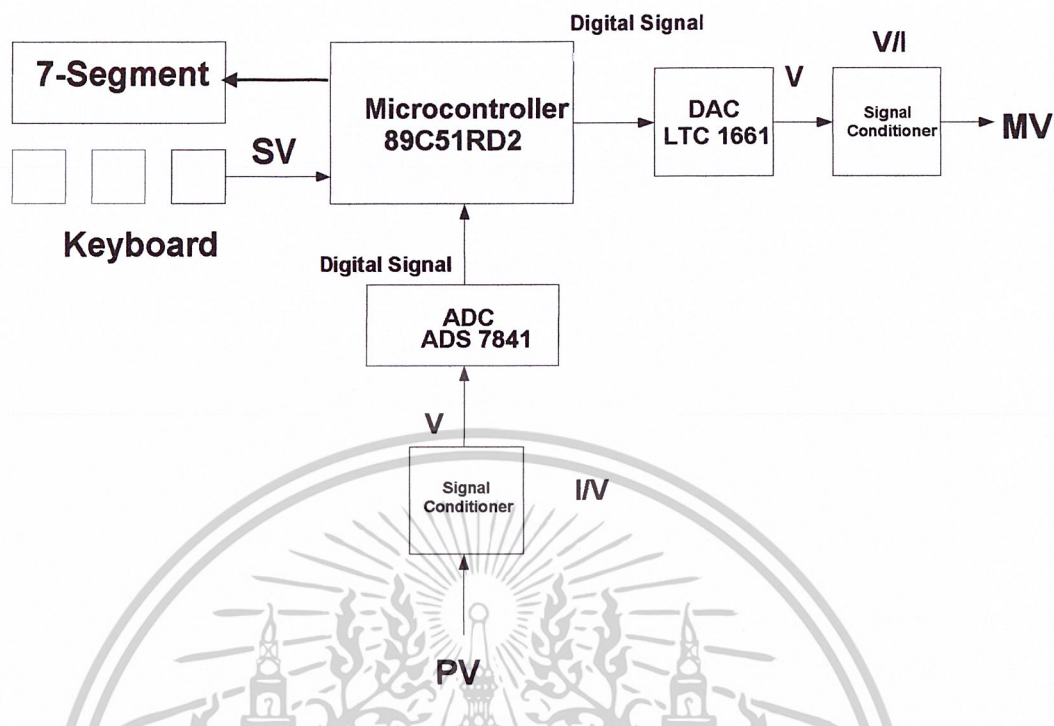 Digital Signal
V/I
7-Segment
Microcontroller
89C51RD2
V
DAC
LTC 1661
Signal
Conditioner
MV
SV
Keyboard
Digital Signal
ADC
ADS 7841
V
Signal
Conditioner
I/V
PV